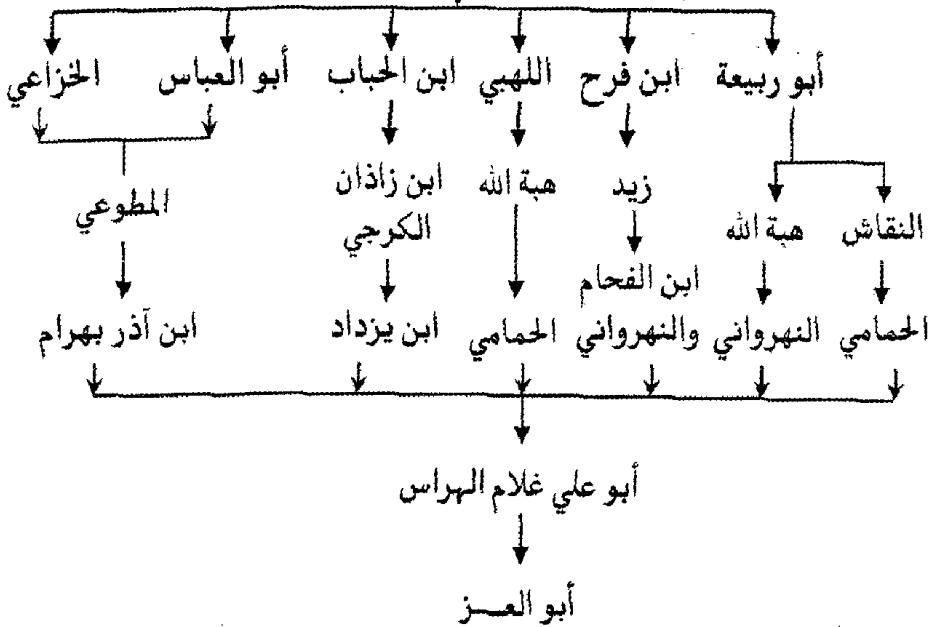 أبو ربيعة ابن فرح اللهبي ابن الحباب أبو العباس الخزاعي
زيد هبة الله ابن زاذان المطوعي
النقاش هبة الله الكرجي
ابن الفحام
الحمامي النهرواني والنهرواني الحمامي ابن يزداد ابن آذر بهرام
أبو علي غلام الهراس
أبو العـــز